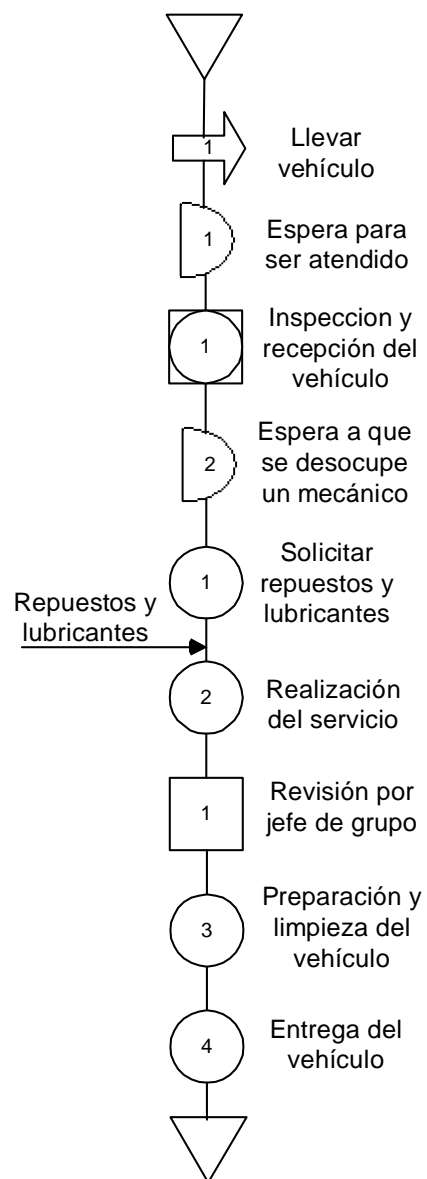 1
Llevar
vehículo
1
Espera para
ser atendido
1
Inspeccion y
recepción del
vehículo
2
Espera a que
se desocupe
un mecánico
1
Solicitar
repuestos y
lubricantes
Repuestos y
lubricantes
2
Realización
del servicio
1
Revisión por
jefe de grupo
3
Preparación y
limpieza del
vehículo
4
Entrega del
vehículo